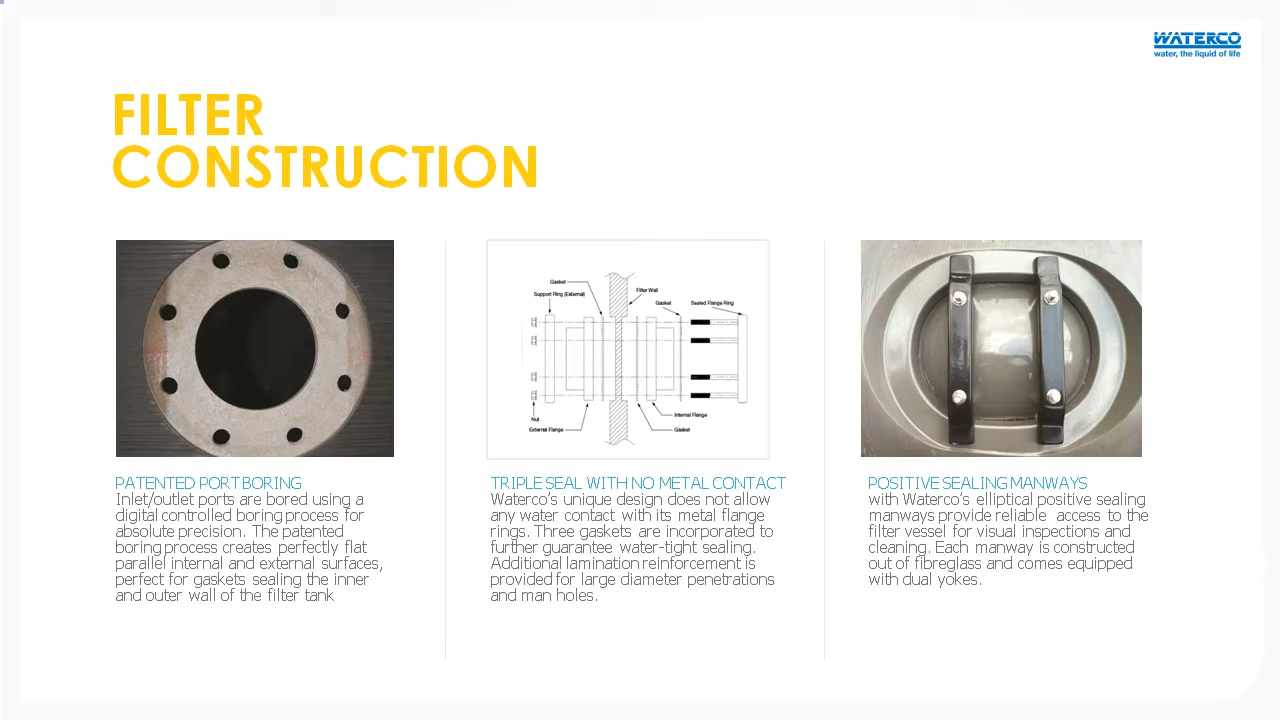 WATERCO
water, the liquid of life
FILTER
CONSTRUCTION
Gasket
Support Ring (External)
Filter Wall
Gasket
Sealed Flange Ring
Nut
External Flange
Internal Flange
Gasket
PATENTED PORT BORING
Inlet/outlet ports are bored using a
digital controlled boring process for
absolute precision. The patented
boring process creates perfectly flat
parallel internal and external surfaces,
perfect for gaskets sealing the inner
and outer wall of the filter tank
TRIPLE SEAL WITH NO METAL CONTACT
Waterco’s unique design does not allow
any water contact with its metal flange
rings. Three gaskets are incorporated to
further guarantee water-tight sealing.
Additional lamination reinforcement is
provided for large diameter penetrations
and man holes.
POSITIVE SEALING MANWAYS
with Waterco’s elliptical positive sealing
manways provide reliable access to the
filter vessel for visual inspections and
cleaning. Each manway is constructed
out of fibreglass and comes equipped
with dual yokes.